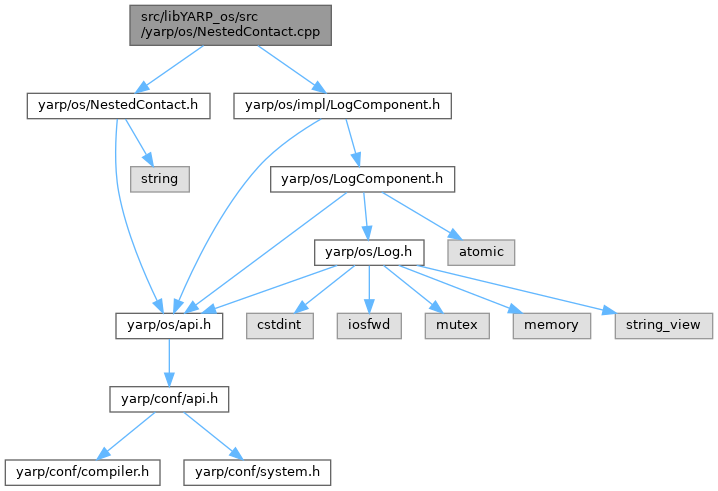 src/libYARP_os/src
/yarp/os/NestedContact.cpp
yarp/os/NestedContact.h
yarp/os/impl/LogComponent.h
string
yarp/os/LogComponent.h
yarp/os/Log.h
atomic
yarp/os/api.h
cstdint
iosfwd
mutex
memory
string_view
yarp/conf/api.h
yarp/conf/compiler.h
yarp/conf/system.h